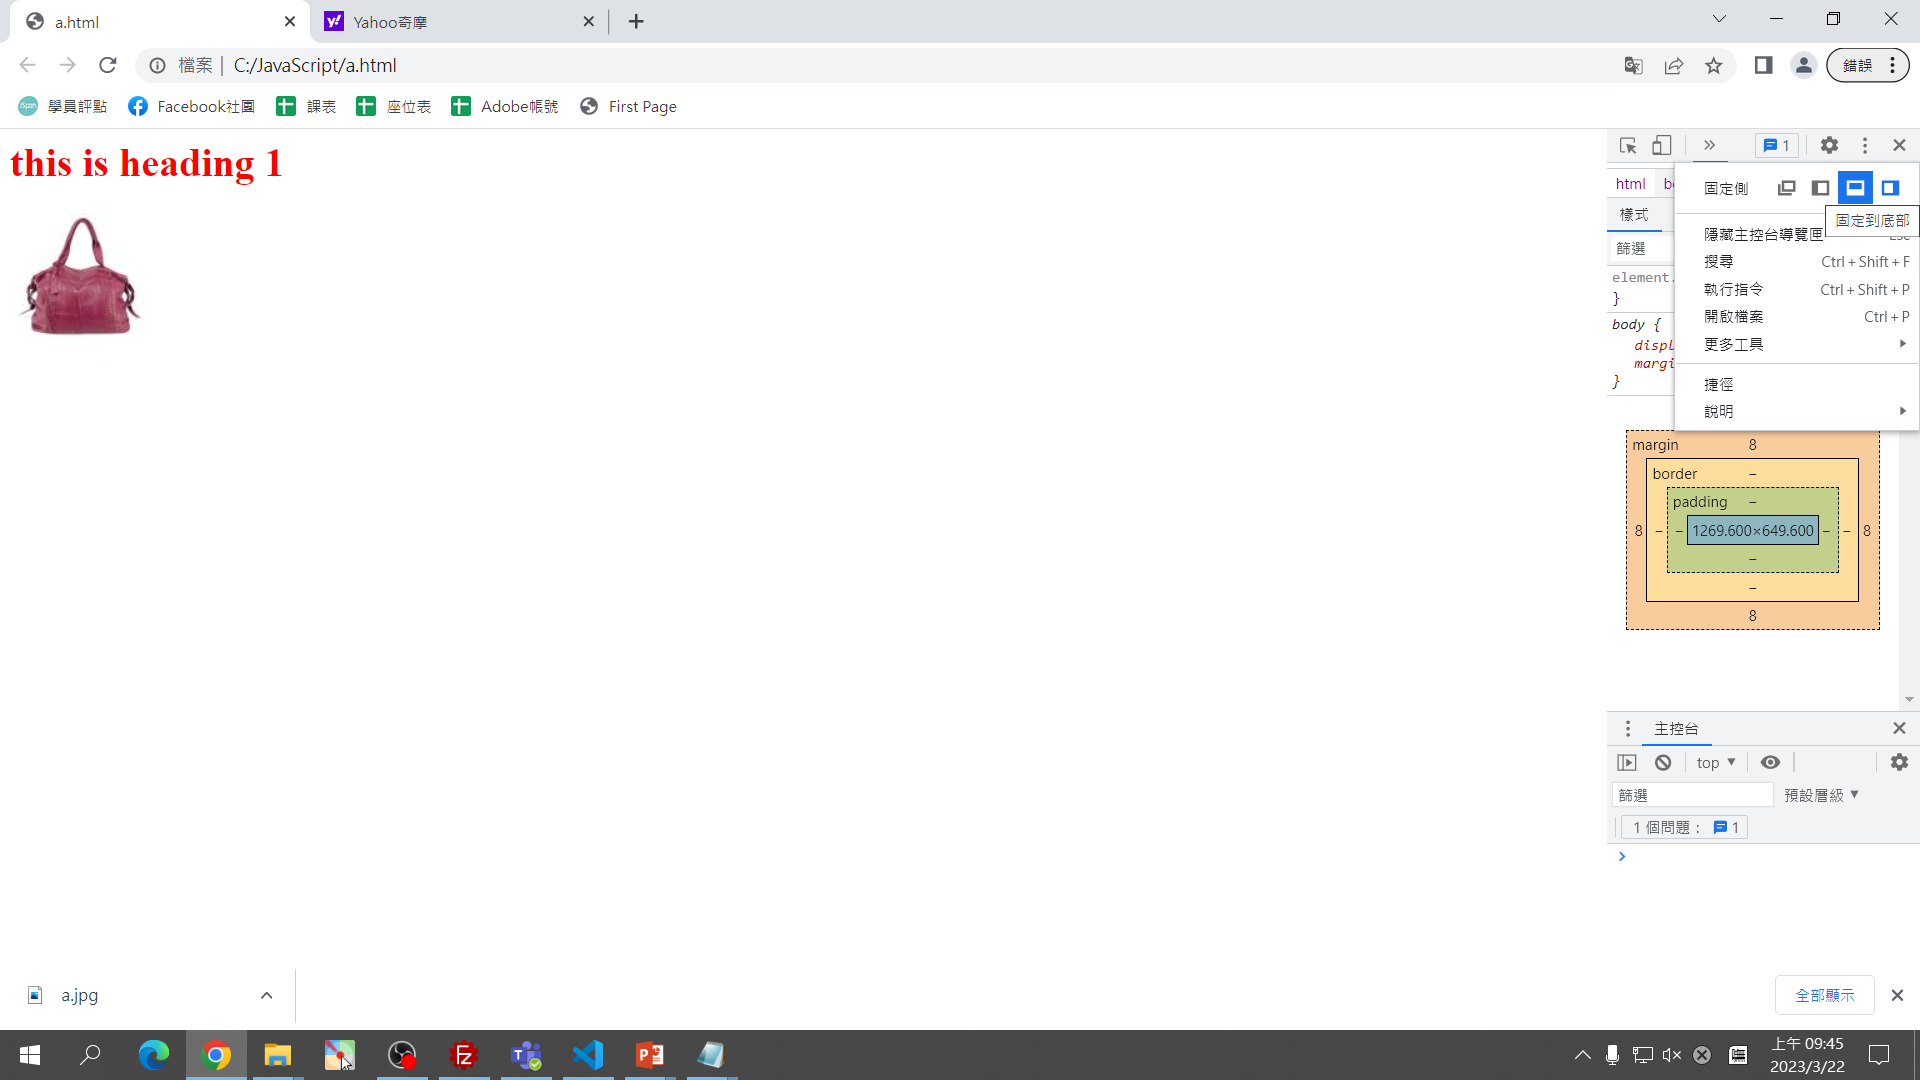 a.html
Yahoo奇摩
檔案 | C:/JavaScript/a.html
錯誤
學員評點
Facebook社團
課表
座位表
Adobe帳號
First Page
this is heading 1
1
html
固定側
樣式
固定到底部
隱藏主控台導覽匣
篩選
搜尋 Ctrl + Shift + F
element.
執行指令 Ctrl + Shift + P
}
開啟檔案 Ctrl + P
body {
更多工具
displ
margi
}
捷徑
說明
margin 8
border –
padding –
8 – – 1269.600×649.600 – – 8
–
–
8
主控台
top
篩選
預設層級
1 個問題： 1
a.jpg
全部顯示
上午 09:45
2023/3/22